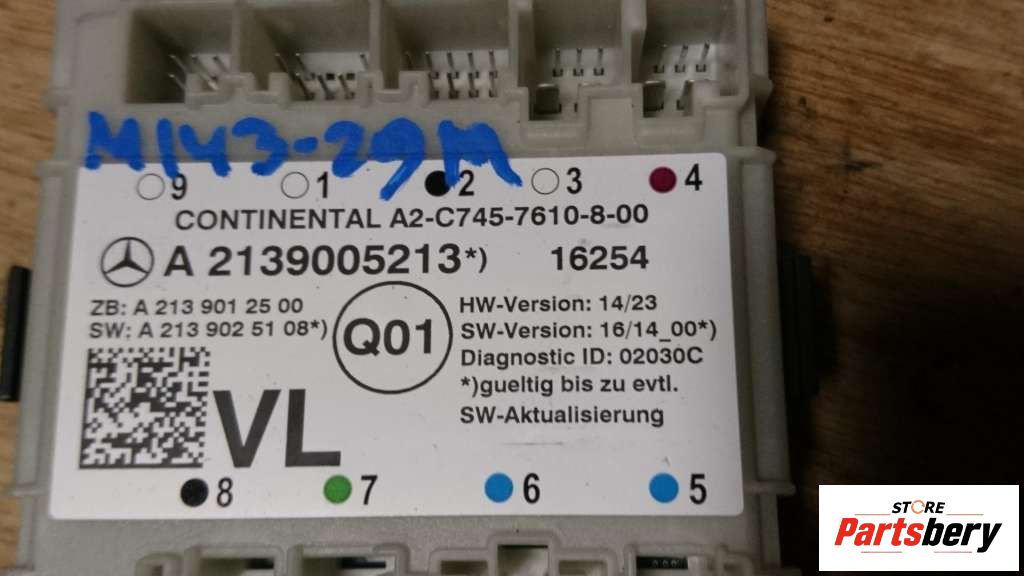 M143-29M
9 1 2 3 4
CONTINENTAL A2-C745-7610-8-00
A 2139005213*) 16254
ZB: A 213 901 25 00
SW: A 213 902 51 08*)
Q01
HW-Version: 14/23
SW-Version: 16/14_00*)
Diagnostic ID: 02030C
*)gueltig bis zu evtl.
SW-Aktualisierung
VL
8 7 6 5
STORE
Partsbery